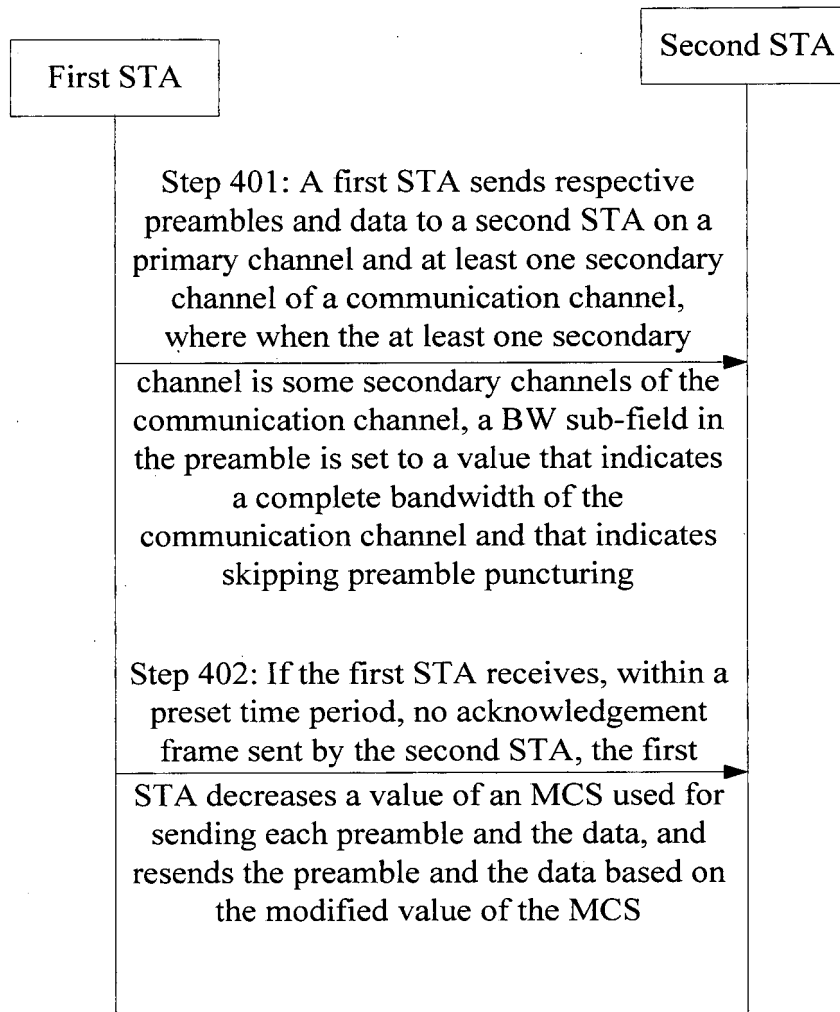 First STA
Second STA
Step 401: A first STA sends respective
preambles and data to a second STA on a
primary channel and at least one secondary
channel of a communication channel,
where when the at least one secondary
channel is some secondary channels of the
communication channel, a BW sub-field in
the preamble is set to a value that indicates
a complete bandwidth of the
communication channel and that indicates
skipping preamble puncturing
Step 402: If the first STA receives, within a
preset time period, no acknowledgement
frame sent by the second STA, the first
STA decreases a value of an MCS used for
sending each preamble and the data, and
resends the preamble and the data based on
the modified value of the MCS